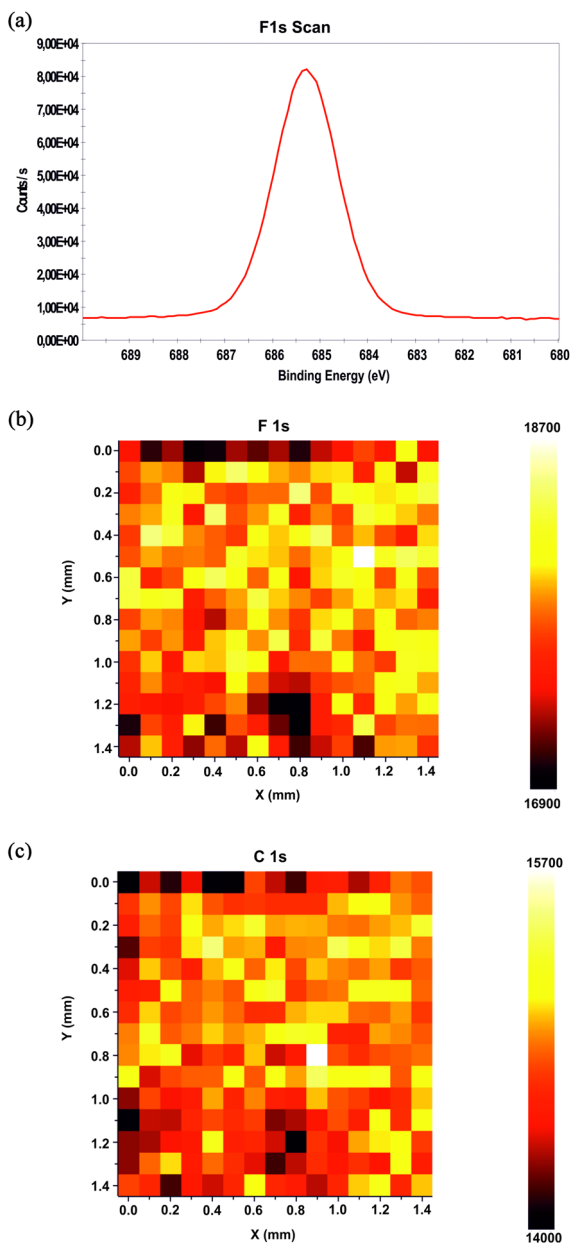 (a)
F1s Scan
9,00E+04
8,00E+04
7,00E+04
6,00E+04
5,00E+04
4,00E+04
3,00E+04
2,00E+04
1,00E+04
0,00E+00
Counts / s
689 688 687 686 685 684 683 682 681 680
Binding Energy (eV)
(b)
F 1s
18700
0.0
0.2
0.4
0.6
0.8
1.0
1.2
1.4
Y (mm)
0.0 0.2 0.4 0.6 0.8 1.0 1.2 1.4
X (mm)
16900
(c)
C 1s
15700
0.0
0.2
0.4
0.6
0.8
1.0
1.2
1.4
Y (mm)
0.0 0.2 0.4 0.6 0.8 1.0 1.2 1.4
X (mm)
14000